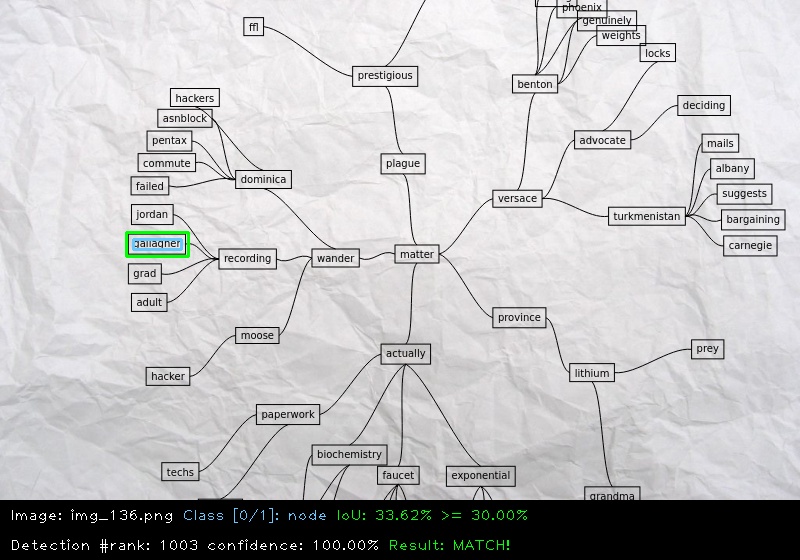 phoenix
genuinely
ffl
weights
locks
prestigious
benton
hackers
deciding
asnblock
pentax
advocate
mails
commute
plague
albany
dominica
failed
versace
suggests
jordan
turkmenistan
bargaining
gallagher
carnegie
recording
wander
matter
grad
adult
province
moose
actually
prey
hacker
lithium
paperwork
biochemistry
techs
faucet
exponential
grandma
Image: img_136.png Class [0/1]: node IoU: 33.62% >= 30.00%
Detection #rank: 1003 confidence: 100.00% Result: MATCH!